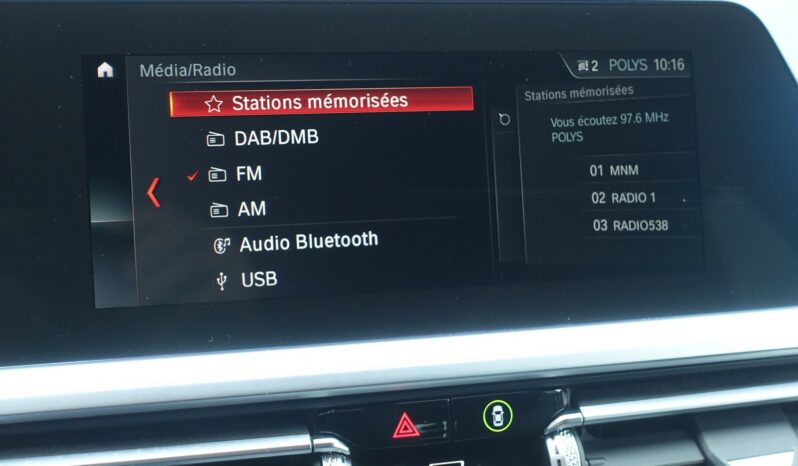 Média/Radio
2 POLYS 10:16
Stations mémorisées
DAB/DMB
FM
AM
Audio Bluetooth
USB
Stations mémorisées
Vous écoutez 97.6 MHz
POLYS
01 MNM
02 RADIO 1
03 RADIO538